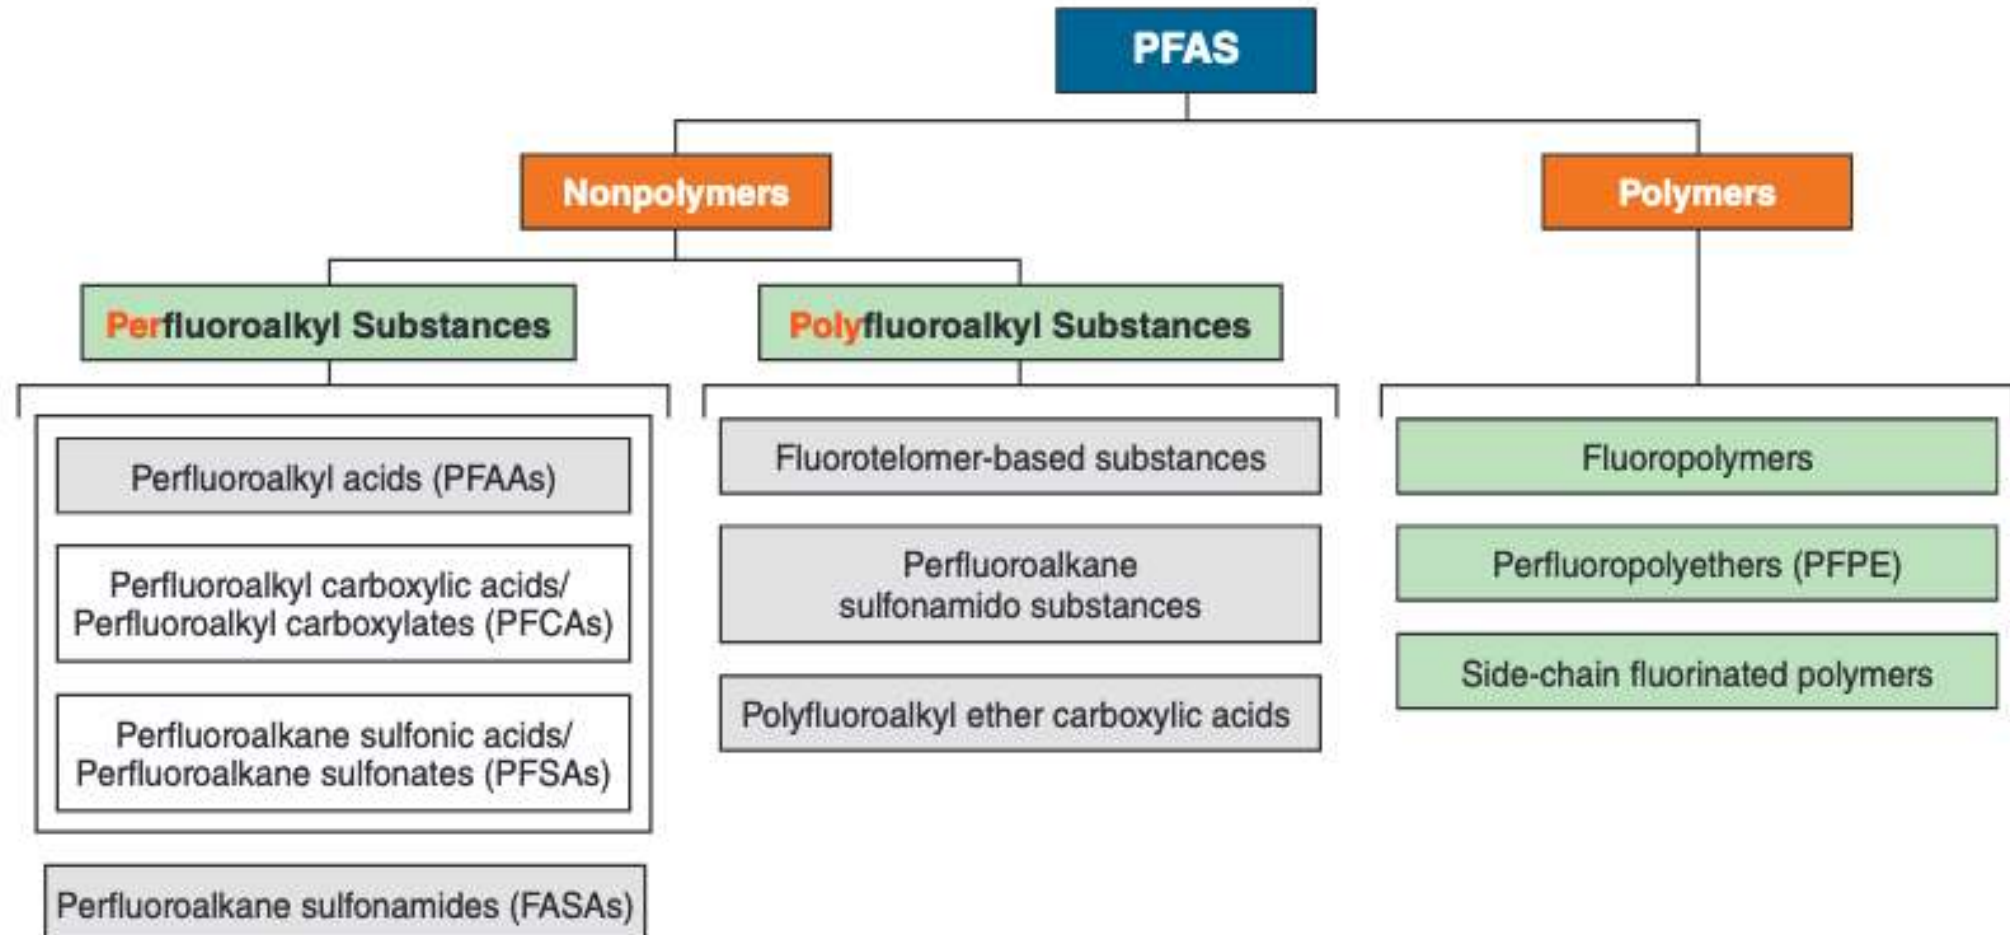 PFAS
Nonpolymers
Polymers
Perfluoroalkyl Substances
Polyfluoroalkyl Substances
Perfluoroalkyl acids (PFAAs)
Perfluoroalkyl carboxylic acids/
Perfluoroalkyl carboxylates (PFCAs)
Perfluoroalkane sulfonic acids/
Perfluoroalkane sulfonates (PFSAs)
Perfluoroalkane sulfonamides (FASAs)
Fluorotelomer-based substances
Perfluoroalkane
sulfonamido substances
Polyfluoroalkyl ether carboxylic acids
Fluoropolymers
Perfluoropolyethers (PFPE)
Side-chain fluorinated polymers